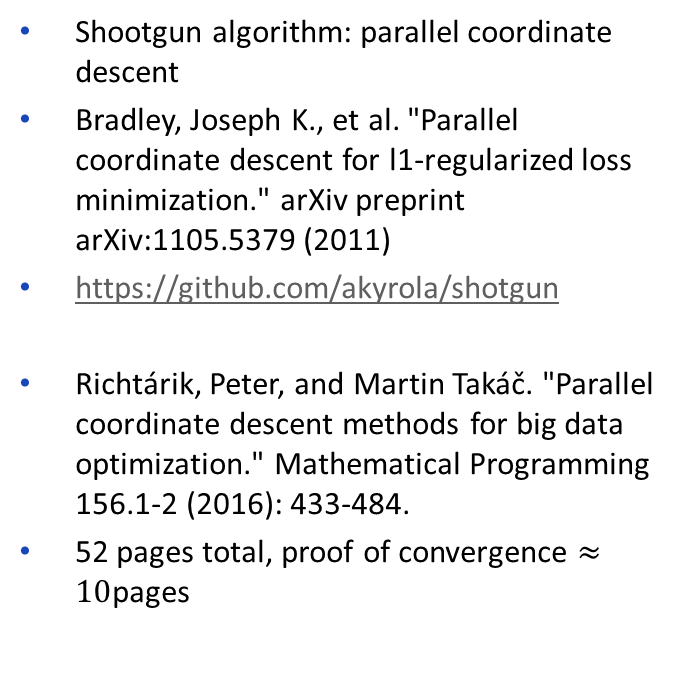 • Shootgun algorithm: parallel coordinate
descent
• Bradley, Joseph K., et al. "Parallel
coordinate descent for l1-regularized loss
minimization." arXiv preprint
arXiv:1105.5379 (2011)
• https://github.com/akyrola/shotgun
• Richtárik, Peter, and Martin Takáč. "Parallel
coordinate descent methods for big data
optimization." Mathematical Programming
156.1-2 (2016): 433-484.
• 52 pages total, proof of convergence ≈
10pages